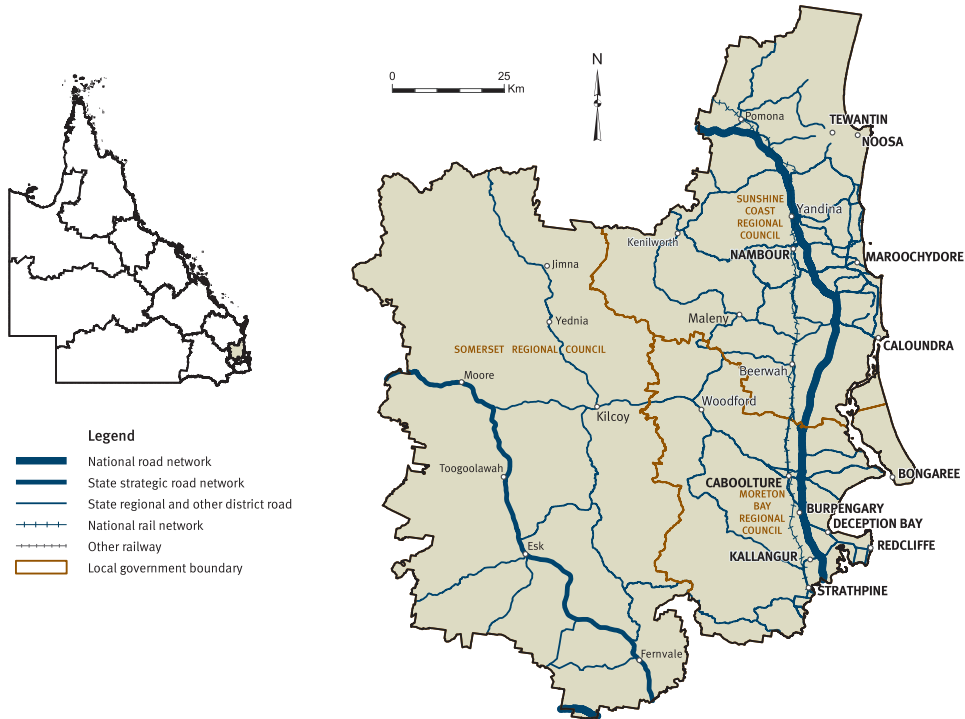 0 25
Km
N
Pomona
TEWANTIN
NOOSA
SUNSHINE
COAST
REGIONAL
COUNCIL
Yandina
Kenilworth
NAMBOUR
MAROOCHYDORE
Jimna
Maleny
Yednia
CALOUNDRA
SOMERSET REGIONAL COUNCIL
Beerwah
Moore
Woodford
Kilcoy
Toogoolawah
BONGAREE
CABOOLTURE
MORETON
BAY
REGIONAL
COUNCIL
BURPENGARY
DECEPTION BAY
REDCLIFFE
Esk
KALLANGUR
STRATHPINE
Fernvale
Legend
National road network
State strategic road network
State regional and other district road
National rail network
Other railway
Local government boundary